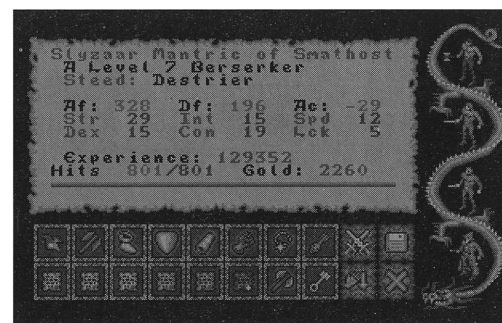 Slyzaar Mantric of Smathost
A Level 7 Berserker
Steed: Destrier
Af: 328 Df: 196 Ac: -29
Str 29 Int 15 Spd 12
Dex 15 Con 19 Lck 5
Experience: 129352
Hits 801/801 Gold: 2260